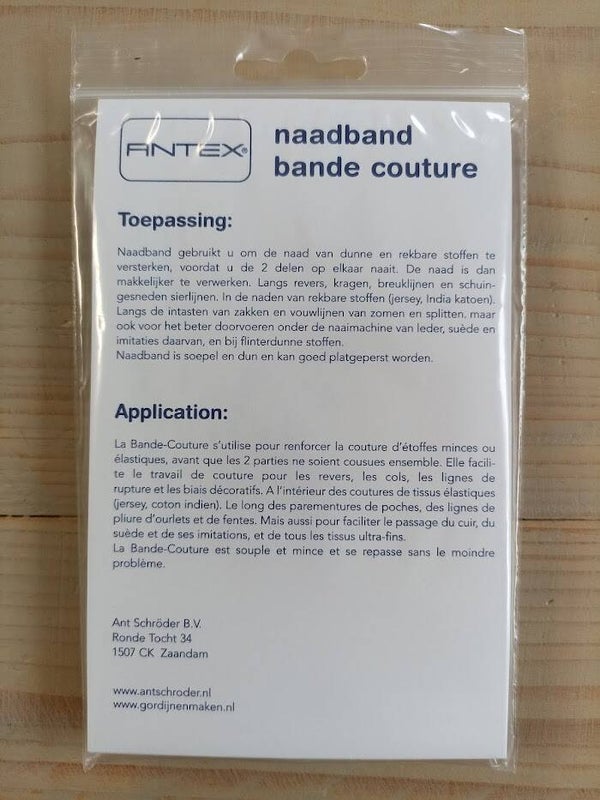 ANTEX®
naadband
bande couture
Toepassing:
Naadband gebruikt u om de naad van dunne en rekbare stoffen te
versterken, voordat u de 2 delen op elkaar naait. De naad is dan
makkelijker te verwerken. Langs revers, kragen, breuklijnen en schuin-
gesneden sierlijnen. In de naden van rekbare stoffen (jersey, India katoen).
Langs de intasten van zakken en vouwlijnen van zomen en splitten. maar
ook voor het beter doorvoeren onder de naaimachine van leder, suède en
imitaties daarvan, en bij flinterdunne stoffen.
Naadband is soepel en dun en kan goed platgeperst worden.
Application:
La Bande-Couture s'utilise pour renforcer la couture d'étoffes minces ou
élastiques, avant que les 2 parties ne soient cousues ensemble. Elle facili-
te le travail de couture pour les revers, les cols, les lignes de
rupture et les biais décoratifs. A l'intérieur des coutures de tissus élastiques
(jersey, coton indien). Le long des parementures de poches, des lignes de
pliure d'ourlets et de fentes. Mais aussi pour faciliter le passage du cuir, du
suède et de ses imitations, et de tous les tissus ultra-fins.
La Bande-Couture est souple et mince et se repasse sans le moindre
problème.
Ant Schröder B.V.
Ronde Tocht 34
1507 CK Zaandam
www.antschroder.nl
www.gordijnenmaken.nl